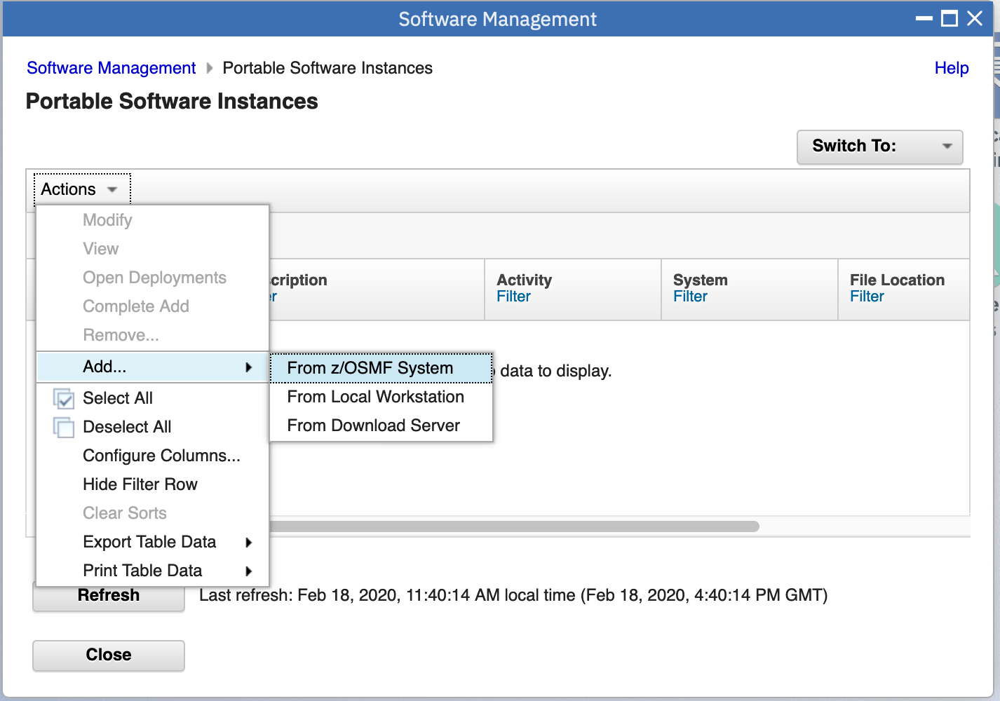 Software Management
Software Management Portable Software Instances Help
Portable Software Instances
Switch To:
Actions
Modify
View
Open Deployments
Complete Add
Remove...
Add...
Select All
Deselect All
Configure Columns...
Hide Filter Row
Clear Sorts
Export Table Data
Print Table Data
From z/OSMF System
From Local Workstation
From Download Server
cription Activity System File Location
er Filter Filter Filter
data to display.
Refresh Last refresh: Feb 18, 2020, 11:40:14 AM local time (Feb 18, 2020, 4:40:14 PM GMT)
Close